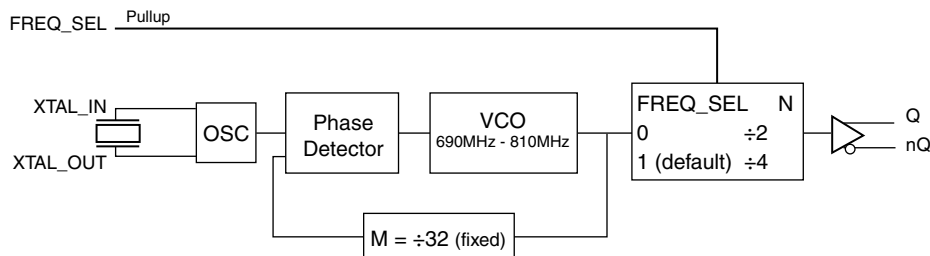 FREQ_SEL Pullup
XTAL_IN
XTAL_OUT
OSC
Phase
Detector
VCO
690MHz - 810MHz
FREQ_SEL N
0 ÷2
1 (default) ÷4
Q
nQ
M = ÷32 (fixed)